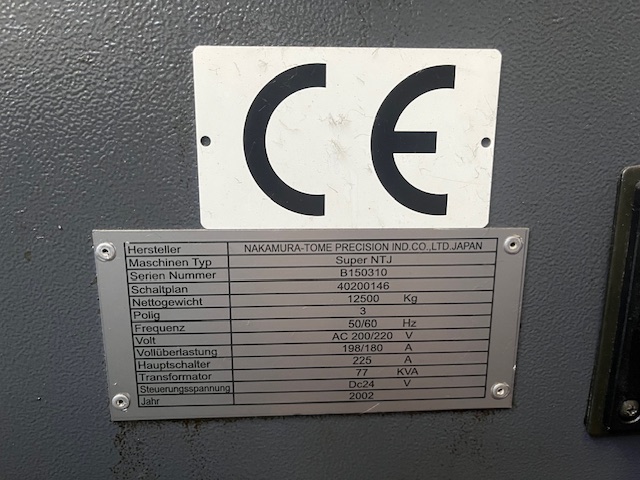 CE
Hersteller NAKAMURA-TOME PRECISION IND.CO.,LTD.JAPAN
Maschinen Typ Super NTJ
Serien Nummer B150310
Schaltplan 40200146
Nettogewicht 12500 Kg
Polig 3
Frequenz 50/60 Hz
Volt AC 200/220 V
Vollüberlastung 198/180 A
Hauptschalter 225 A
Transformator 77 KVA
Steuerungsspannung Dc24 V
Jahr 2002